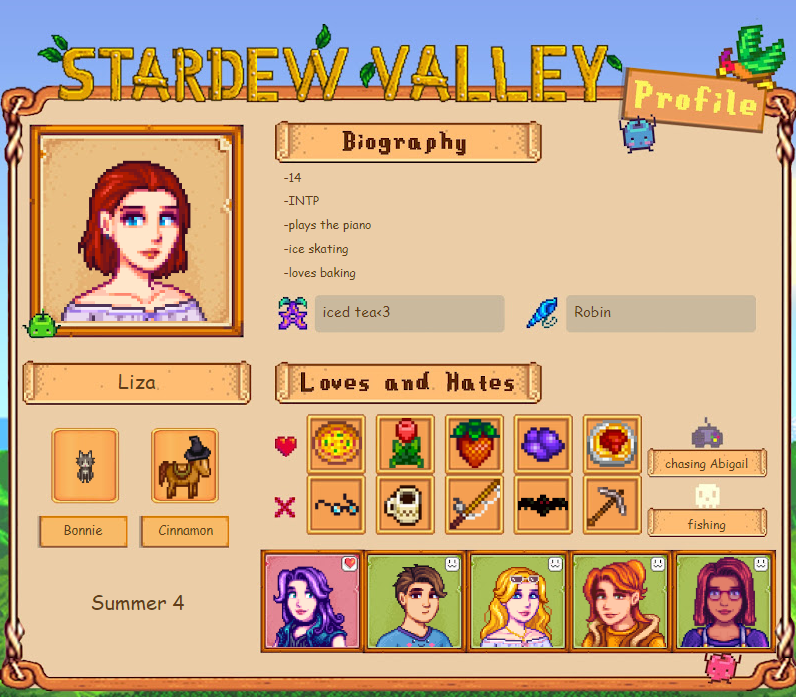 STARDEW VALLEY
Profile
Biography
-14
-INTP
-plays the piano
-ice skating
-loves baking
iced tea<3
Robin
Liza
Loves and Hates
chasing Abigail
fishing
Bonnie
Cinnamon
Summer 4